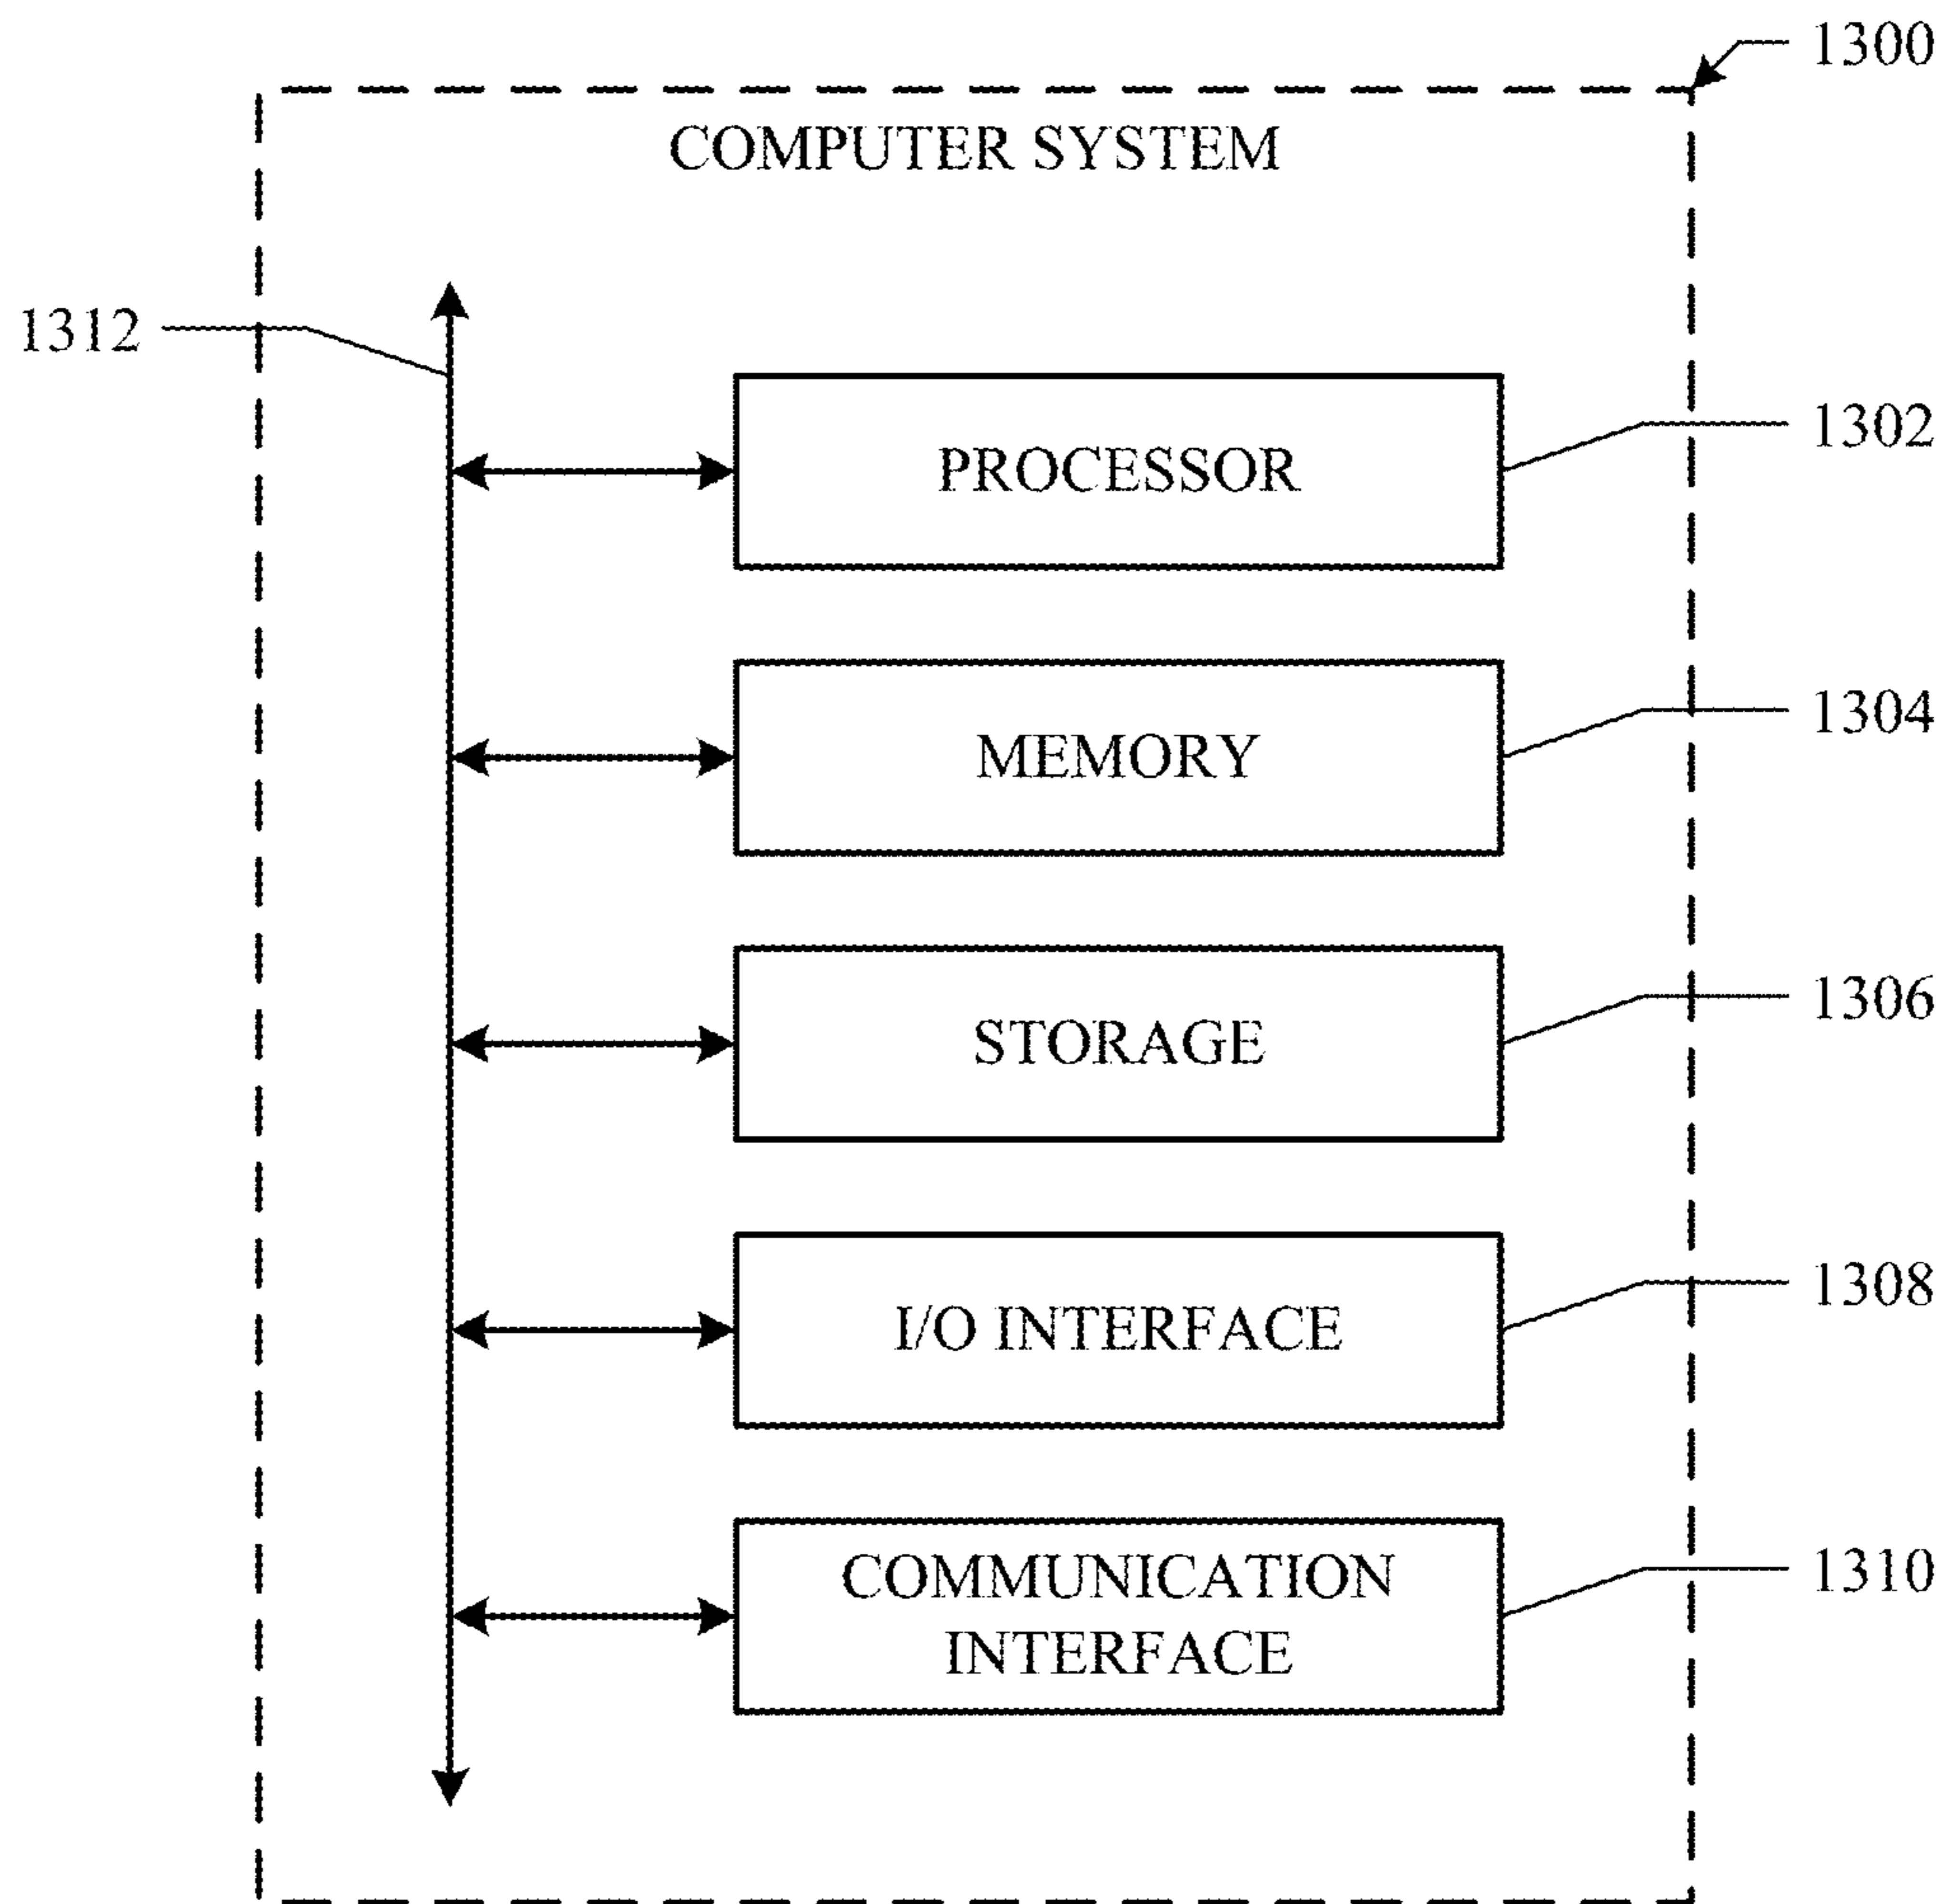 1300
COMPUTER SYSTEM
1312
PROCESSOR
1302
MEMORY
1304
STORAGE
1306
I/O INTERFACE
1308
COMMUNICATION
INTERFACE
1310